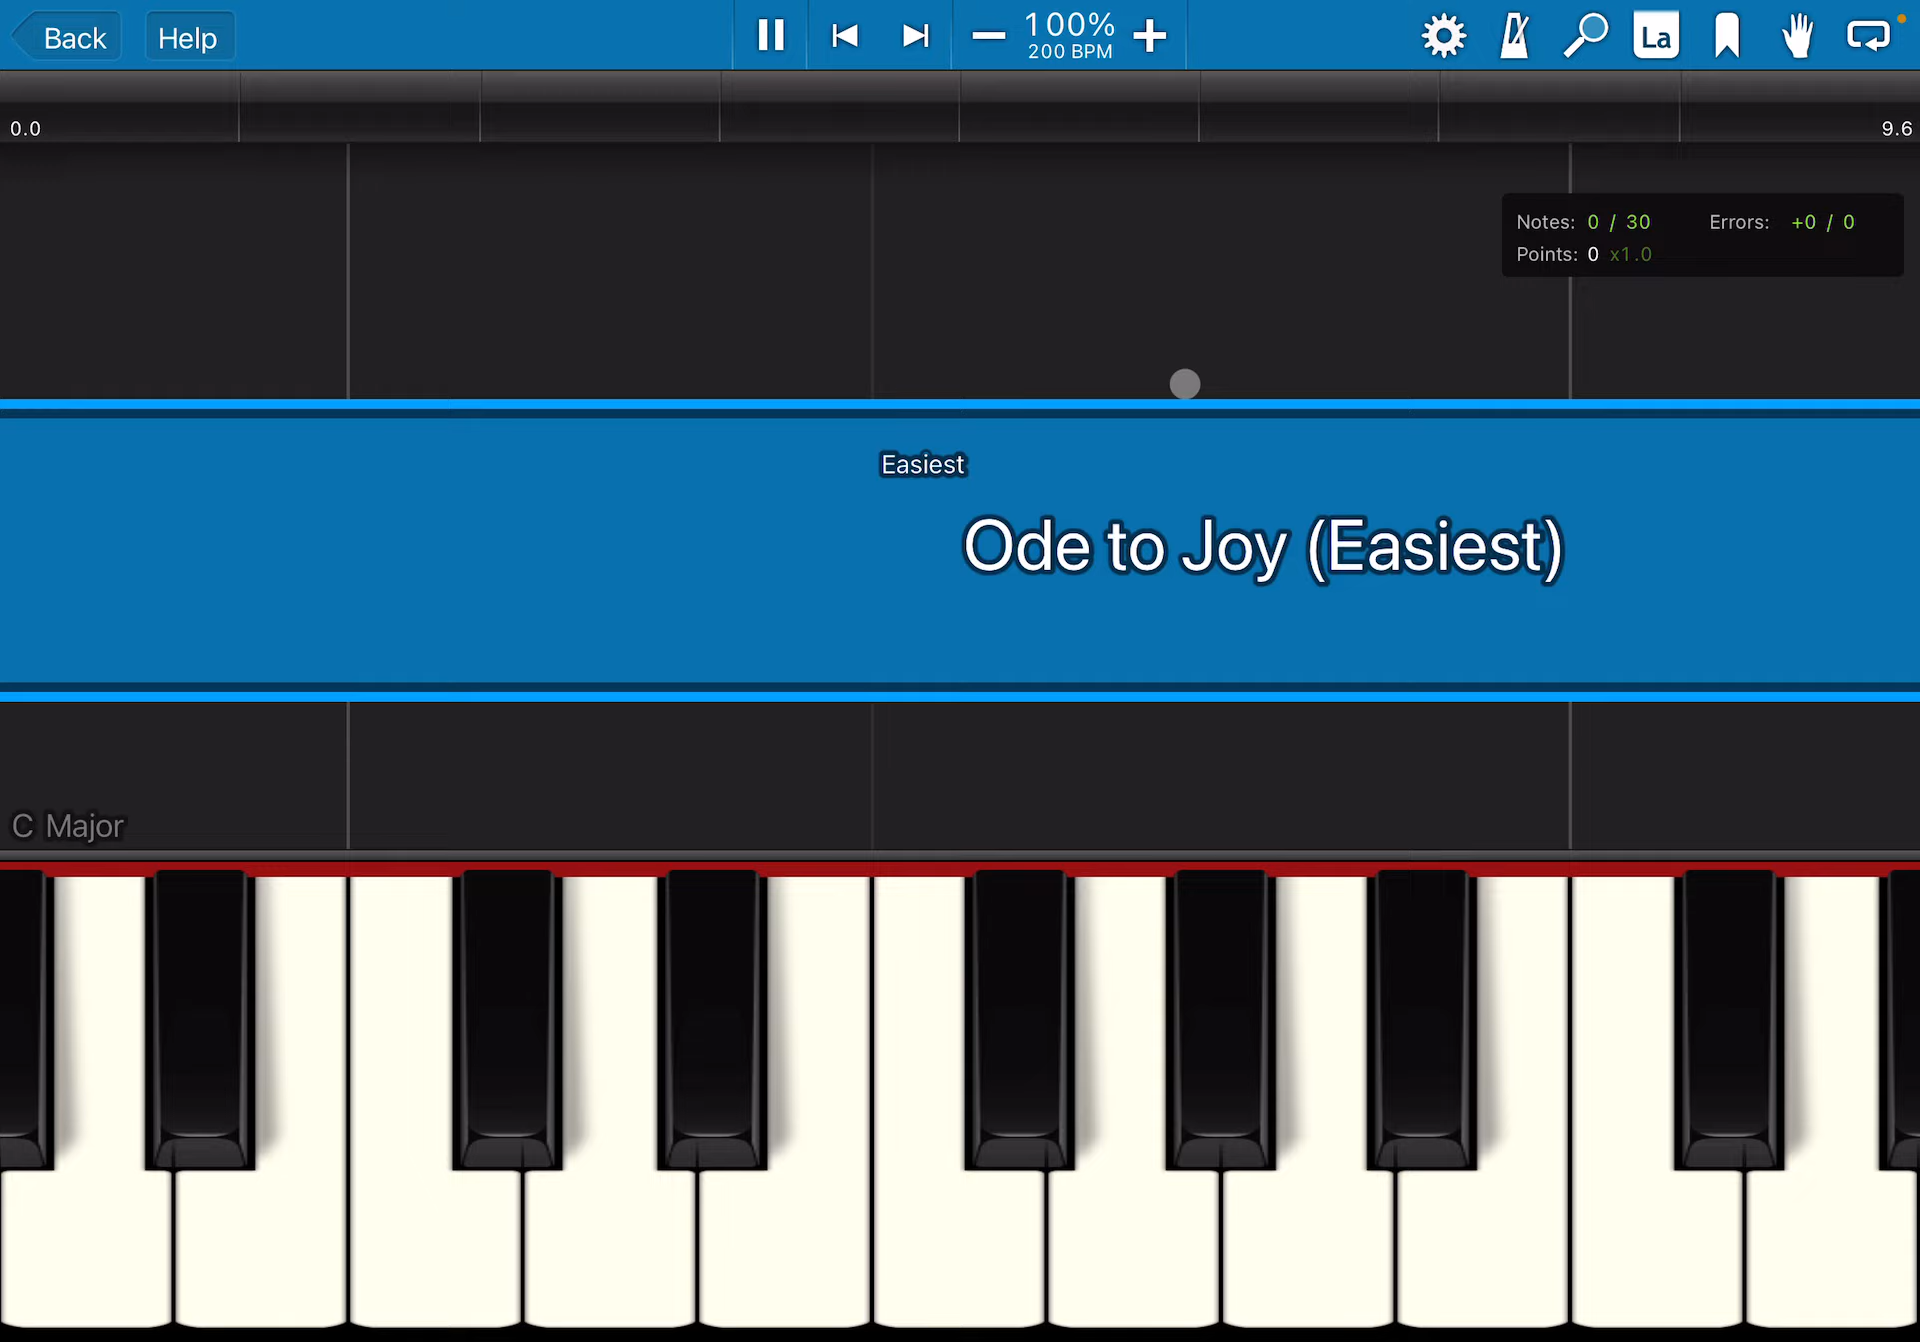 Back
Help
100%
200 BPM
La
0.0
9.6
Notes: 0 / 30 Errors: +0 / 0
Points: 0 x1.0
Easiest
Ode to Joy (Easiest)
C Major